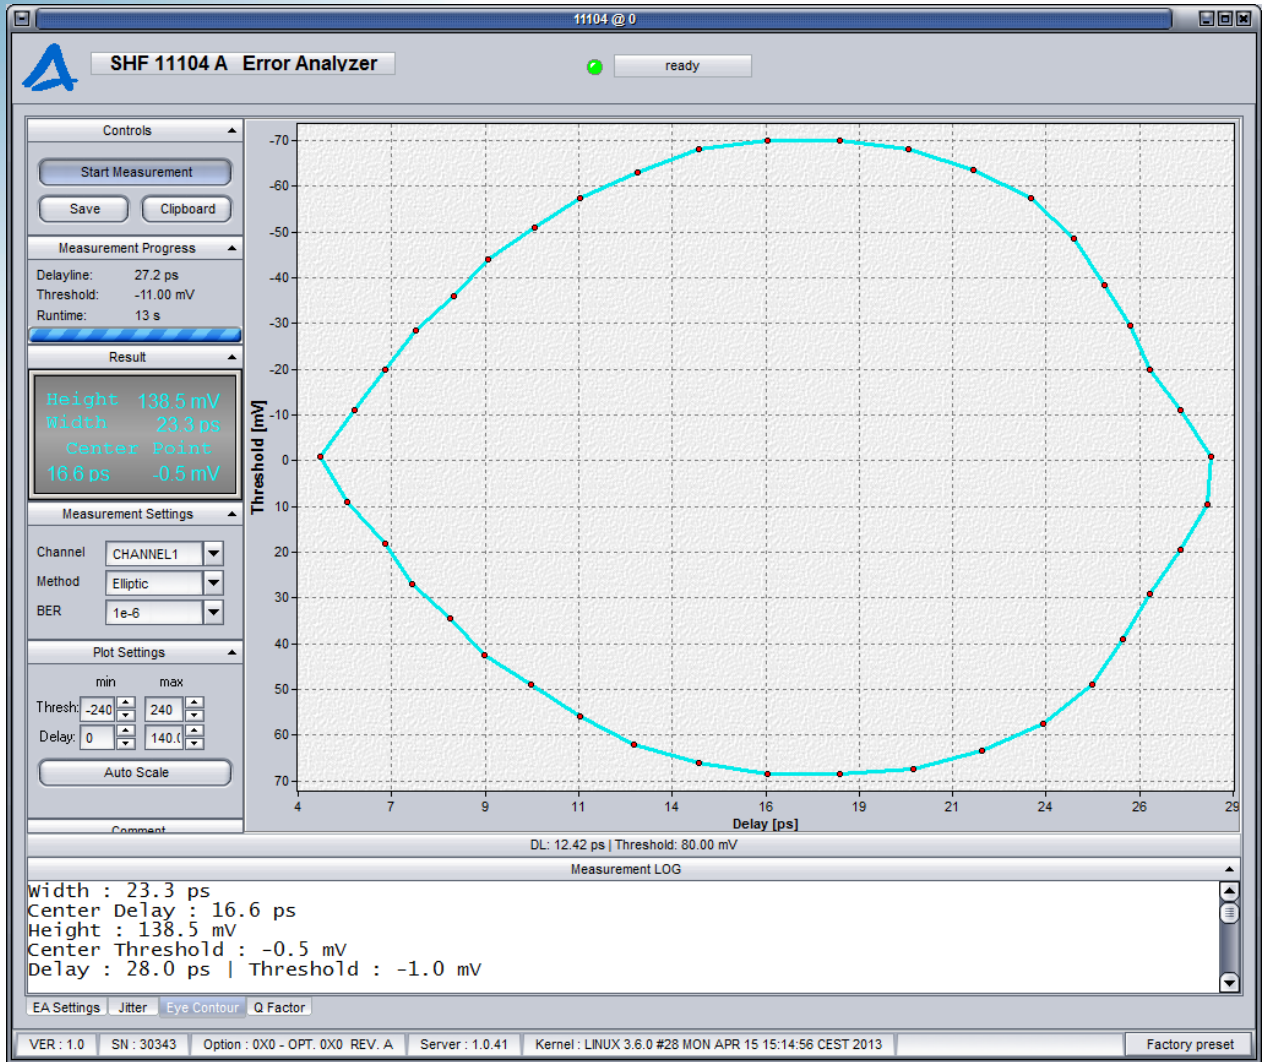 11104 @ 0
SHF 11104 A Error Analyzer
ready
Controls
Start Measurement
Save Clipboard
Measurement Progress
Delayline: 27.2 ps
Threshold: -11.00 mV
Runtime: 13 s
Result
Height 138.5 mV
Width 23.3 ps
Center Point
16.6 ps -0.5 mV
Measurement Settings
Channel CHANNEL1
Method Elliptic
BER 1e-6
Plot Settings
min max
Thresh: -240 240
Delay: 0 140.0
Auto Scale
Comment
Threshold [mV]
-70
-60
-50
-40
-30
-20
-10
0
10
20
30
40
50
60
70
4 7 9 11 14 16 19 21 24 26 29
Delay [ps]
DL: 12.42 ps | Threshold: 80.00 mV
Measurement LOG
Width : 23.3 ps
Center Delay : 16.6 ps
Height : 138.5 mV
Center Threshold : -0.5 mV
Delay : 28.0 ps | Threshold : -1.0 mV
EA Settings Jitter Eye Contour Q Factor
VER : 1.0 SN : 30343 Option : 0X0 - OPT. 0X0 REV. A Server : 1.0.41 Kernel : LINUX 3.6.0 #28 MON APR 15 15:14:56 CEST 2013 Factory preset